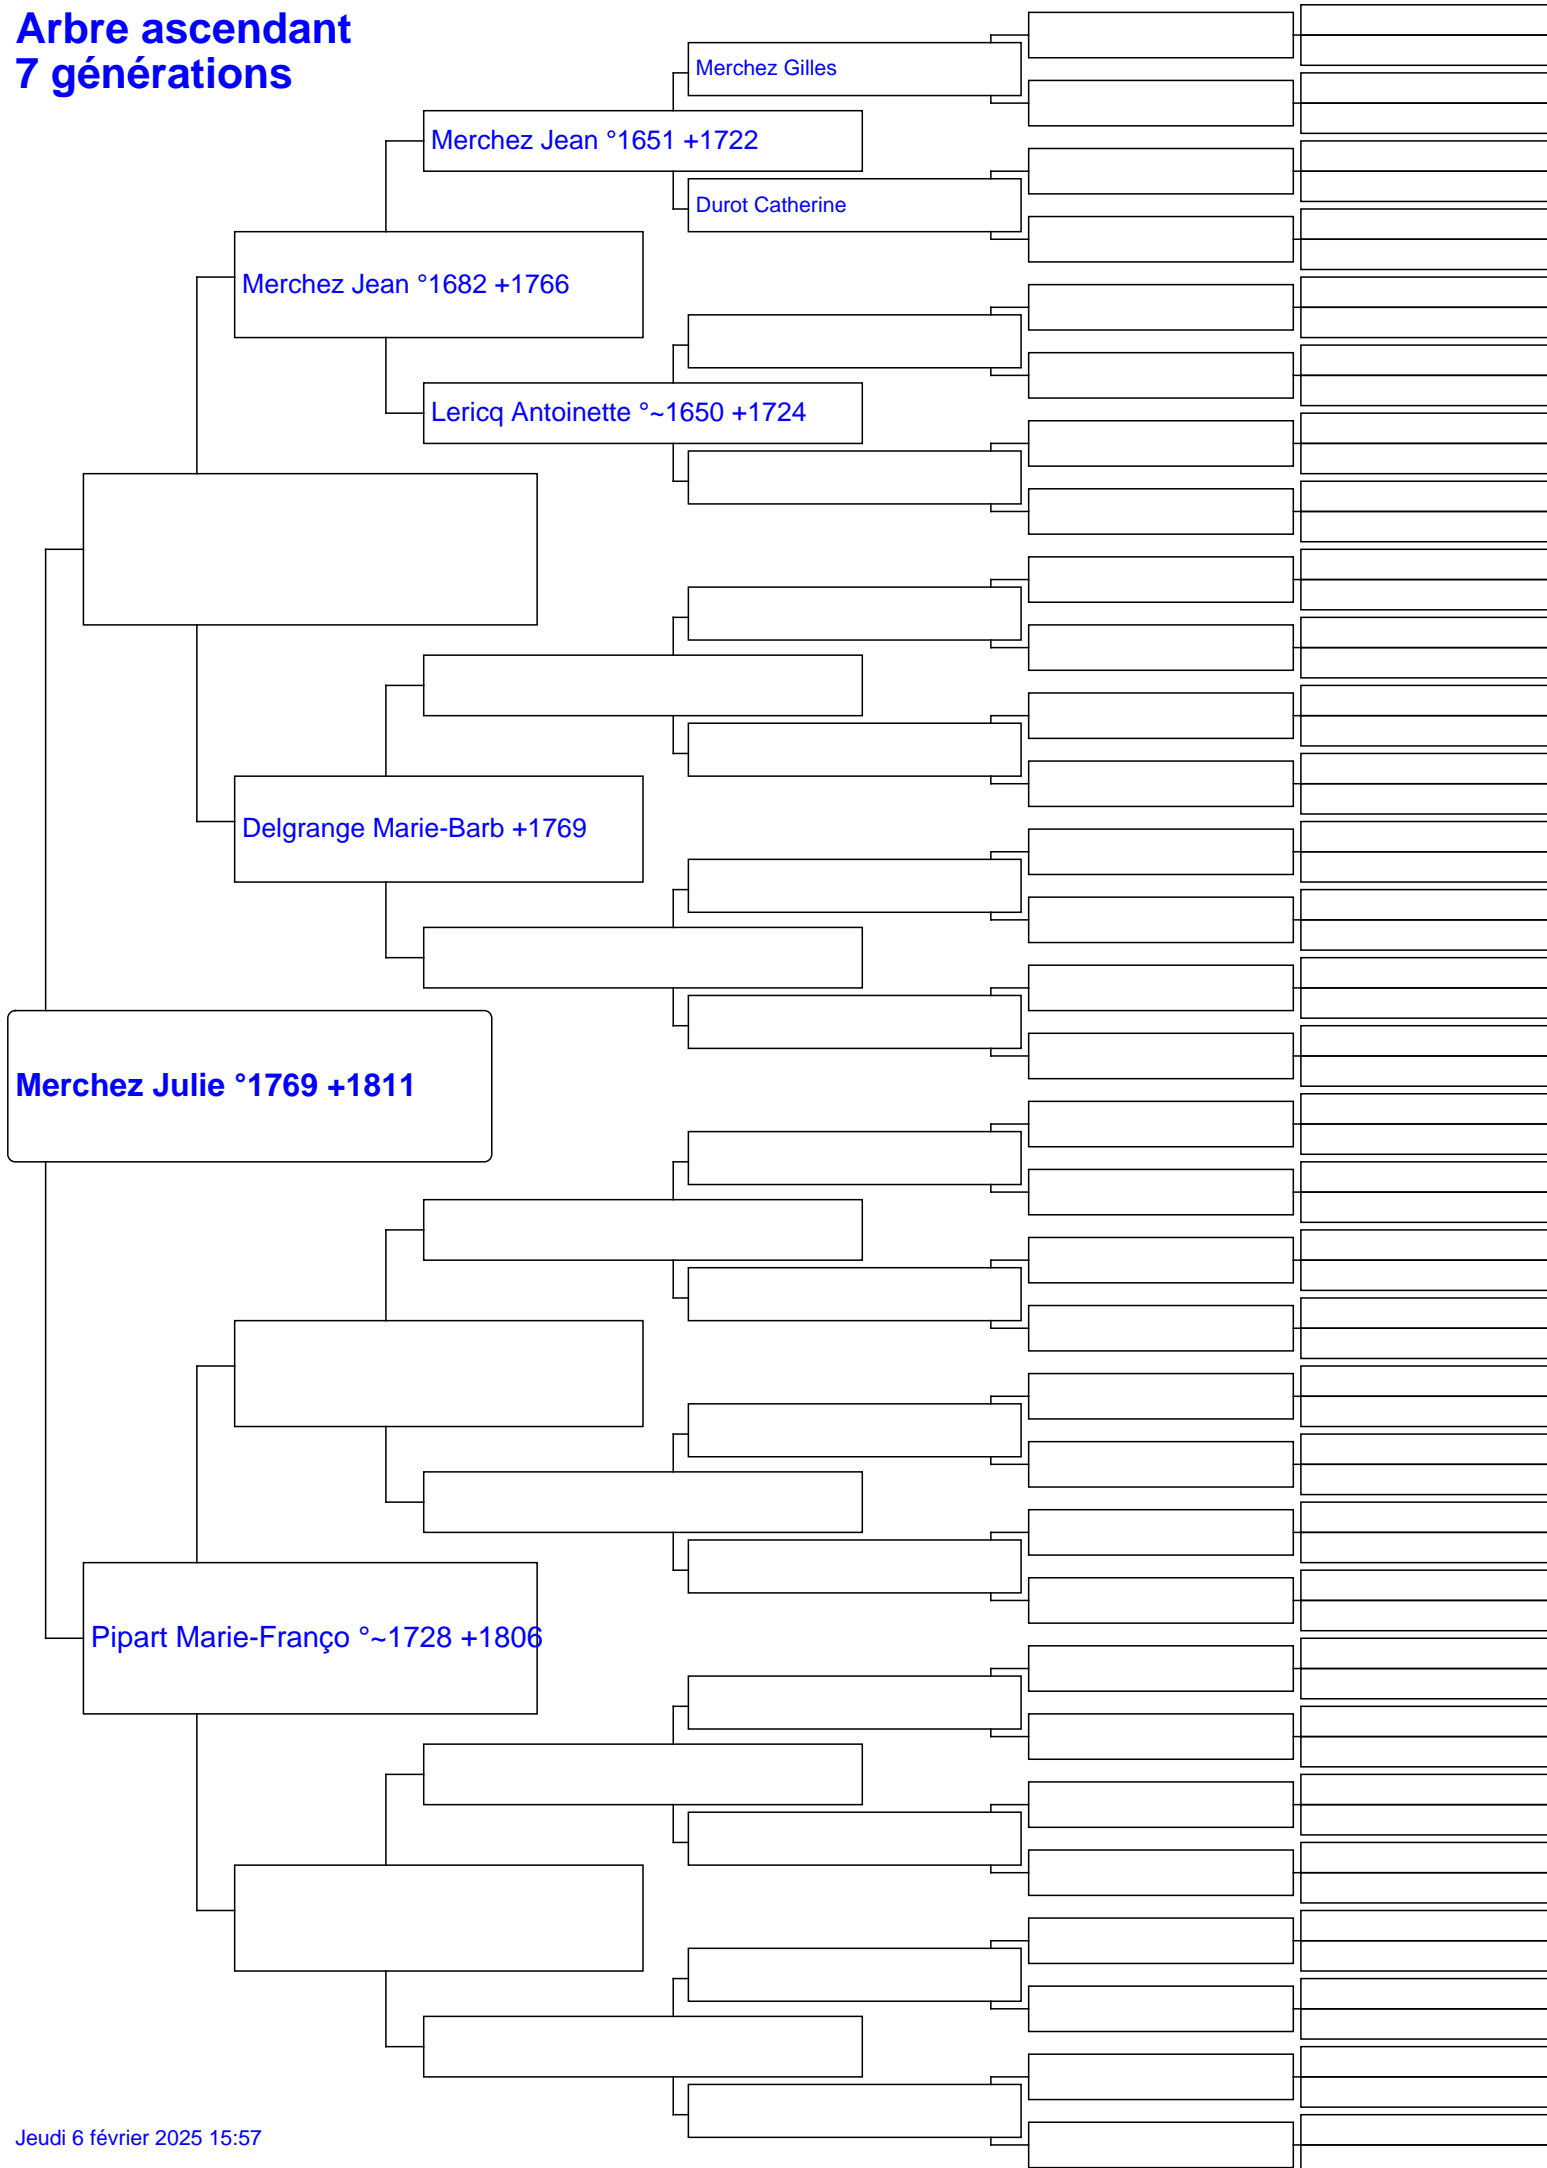 Arbre ascendant
7 générations
Merchez Gilles
Merchez Jean °1651 +1722
Durot Catherine
Merchez Jean °1682 +1766
Lericq Antoinette °~1650 +1724
Delgrange Marie-Barb +1769
Merchez Julie °1769 +1811
Pipart Marie-Franço °~1728 +1806
Jeudi 6 février 2025 15:57